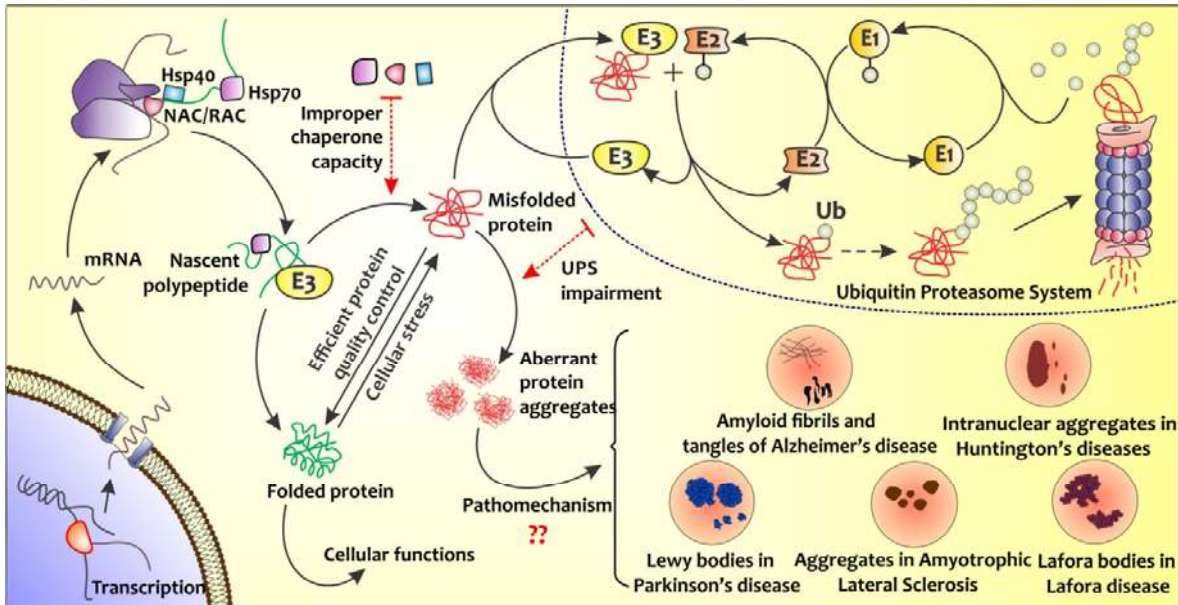 Hsp40
NAC/RAC
Hsp70
Improper
chaperone
capacity
E3
E2
E1
E3
E2
E1
Misfolded
protein
Ub
mRNA
Nascent
polypeptide
E3
UPS
impairment
Ubiquitin Proteasome System
Efficient protein
quality control
Cellular stress
Aberrant
protein
aggregates
Amyloid fibrils and
tangles of Alzheimer's disease
Intranuclear aggregates in
Huntington's diseases
Folded protein
Pathomechanism
??
Cellular functions
Transcription
Lewy bodies in
Parkinson's disease
Aggregates in Amyotrophic
Lateral Sclerosis
Lafora bodies in
Lafora disease